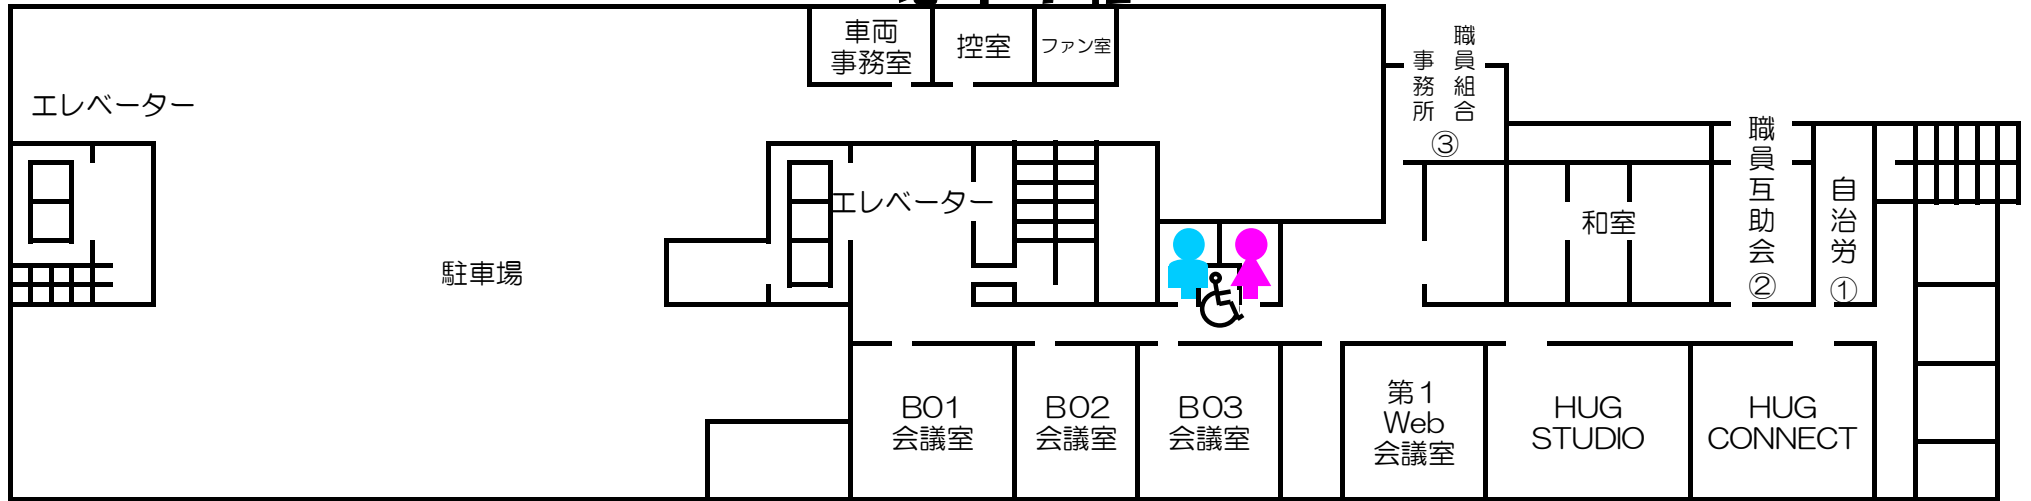 車両
事務室
控室
ファン室
職員組合
事務所
③
エレベーター
職員互助会②
自治労①
エレベーター
和室
駐車場
B01
会議室
B02
会議室
B03
会議室
第1
Web
会議室
HUG
STUDIO
HUG
CONNECT